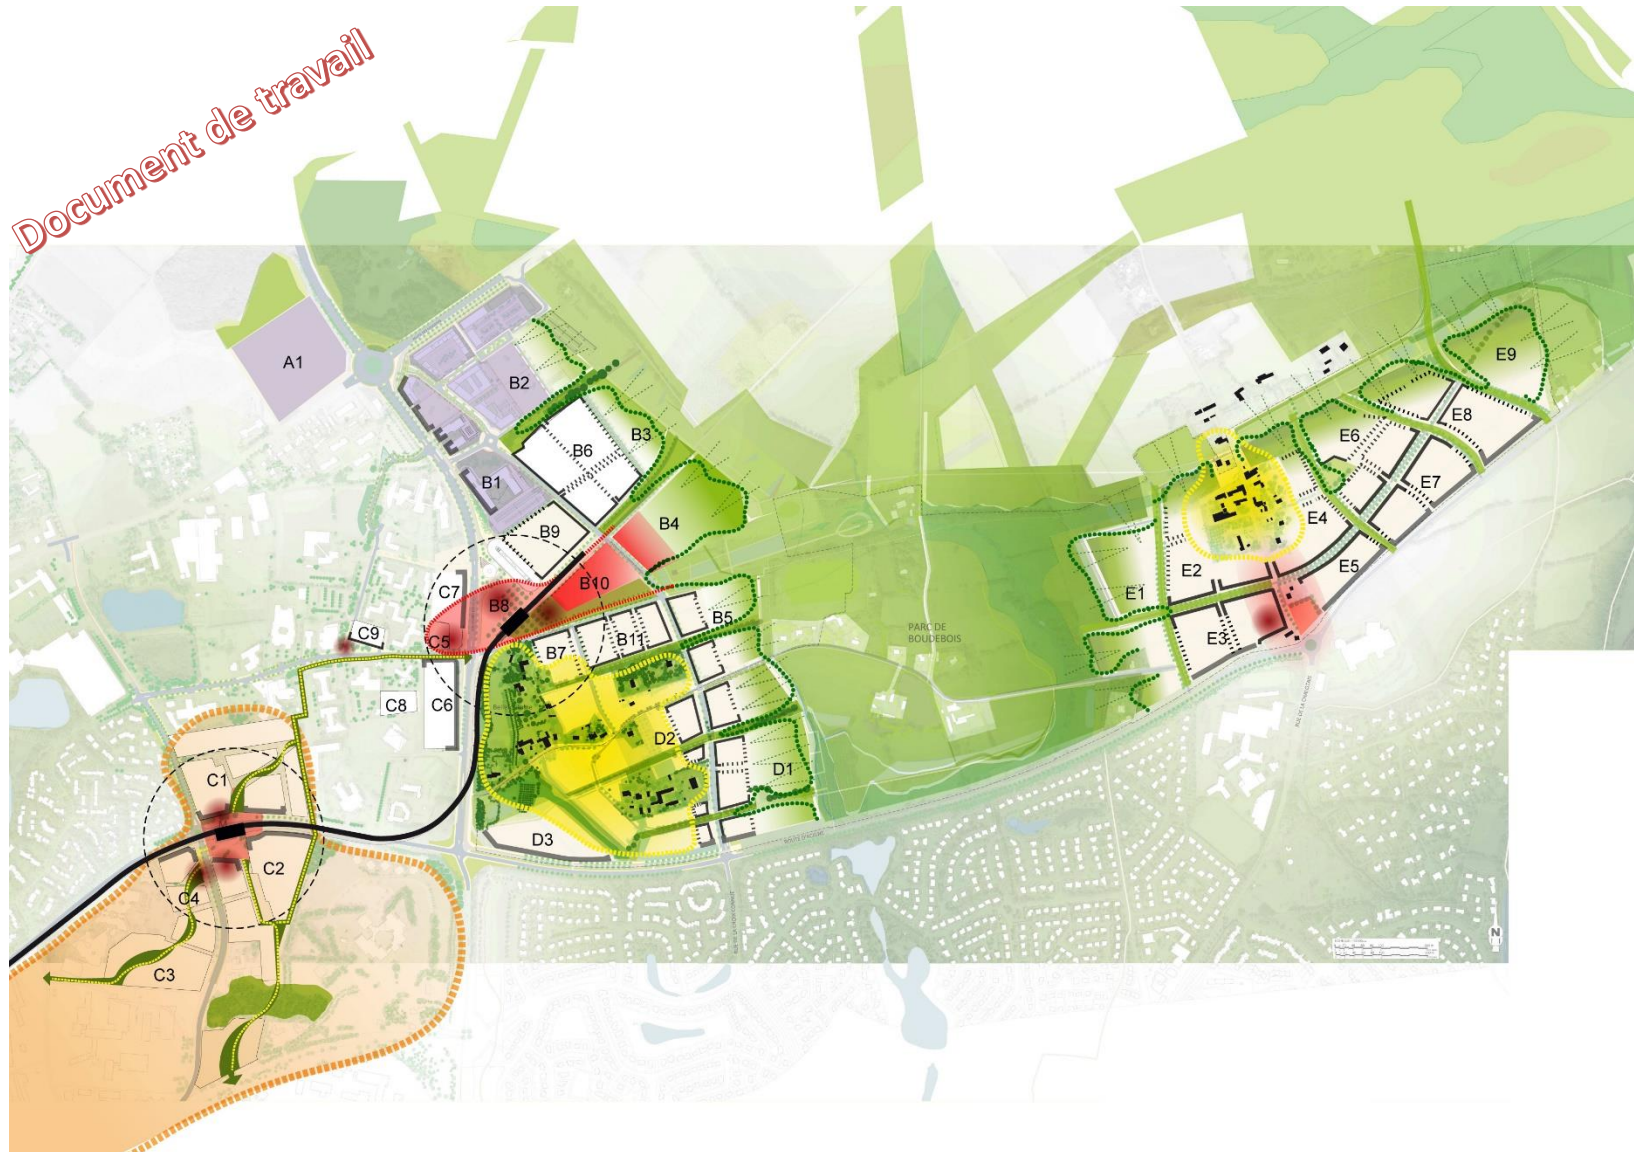 Document de travail
A1
B2
B3
B6
B1
B4
B9
B10
B8
C7
C5
C9
B5
B11
B7
C8
C6
D2
D1
D3
C1
C2
C4
C3
PARC DE
BOUDEBOIS
E9
E8
E6
E7
E4
E5
E2
E1
E3
N